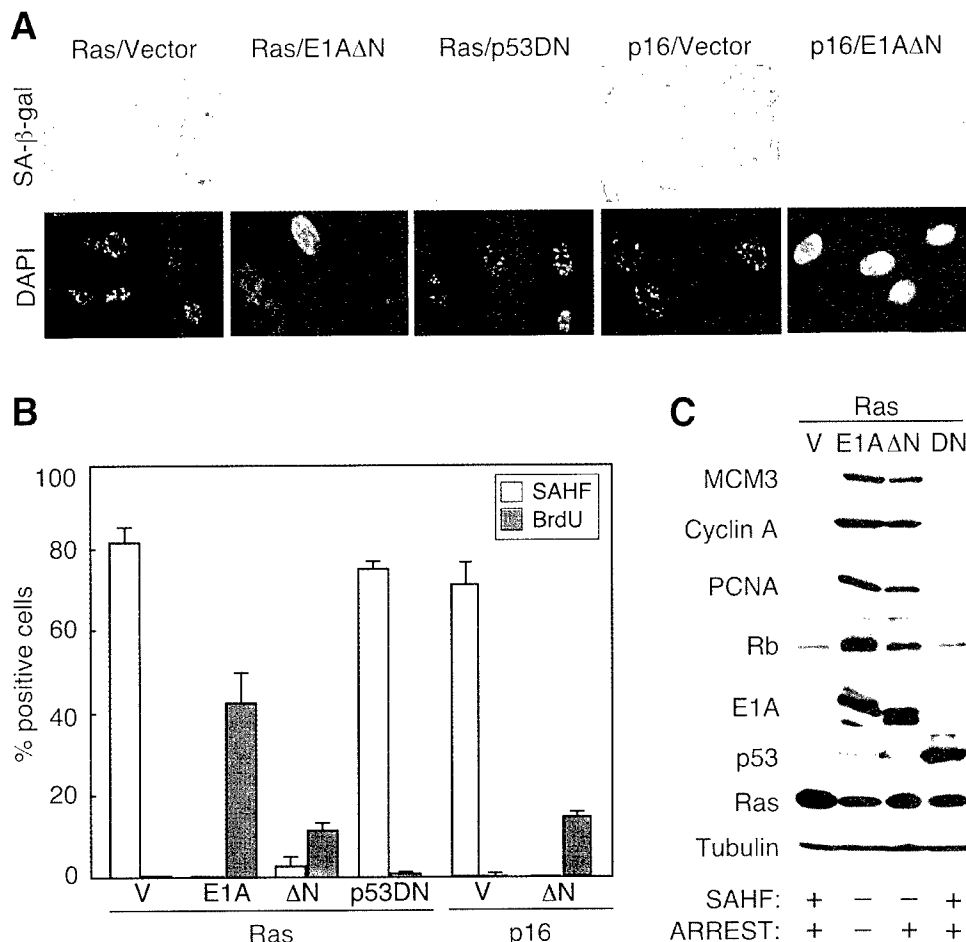 A
Ras/Vector Ras/E1AΔN Ras/p53DN p16/Vector p16/E1AΔN
SA-β-gal
DAPI
B
% positive cells
100
80
60
40
20
0
SAHF
BrdU
V E1A ΔN p53DN V ΔN
Ras p16
C
Ras
V E1A ΔN DN
MCM3
Cyclin A
PCNA
Rb
E1A
p53
Ras
Tubulin
SAHF: + − − +
ARREST: + − + +